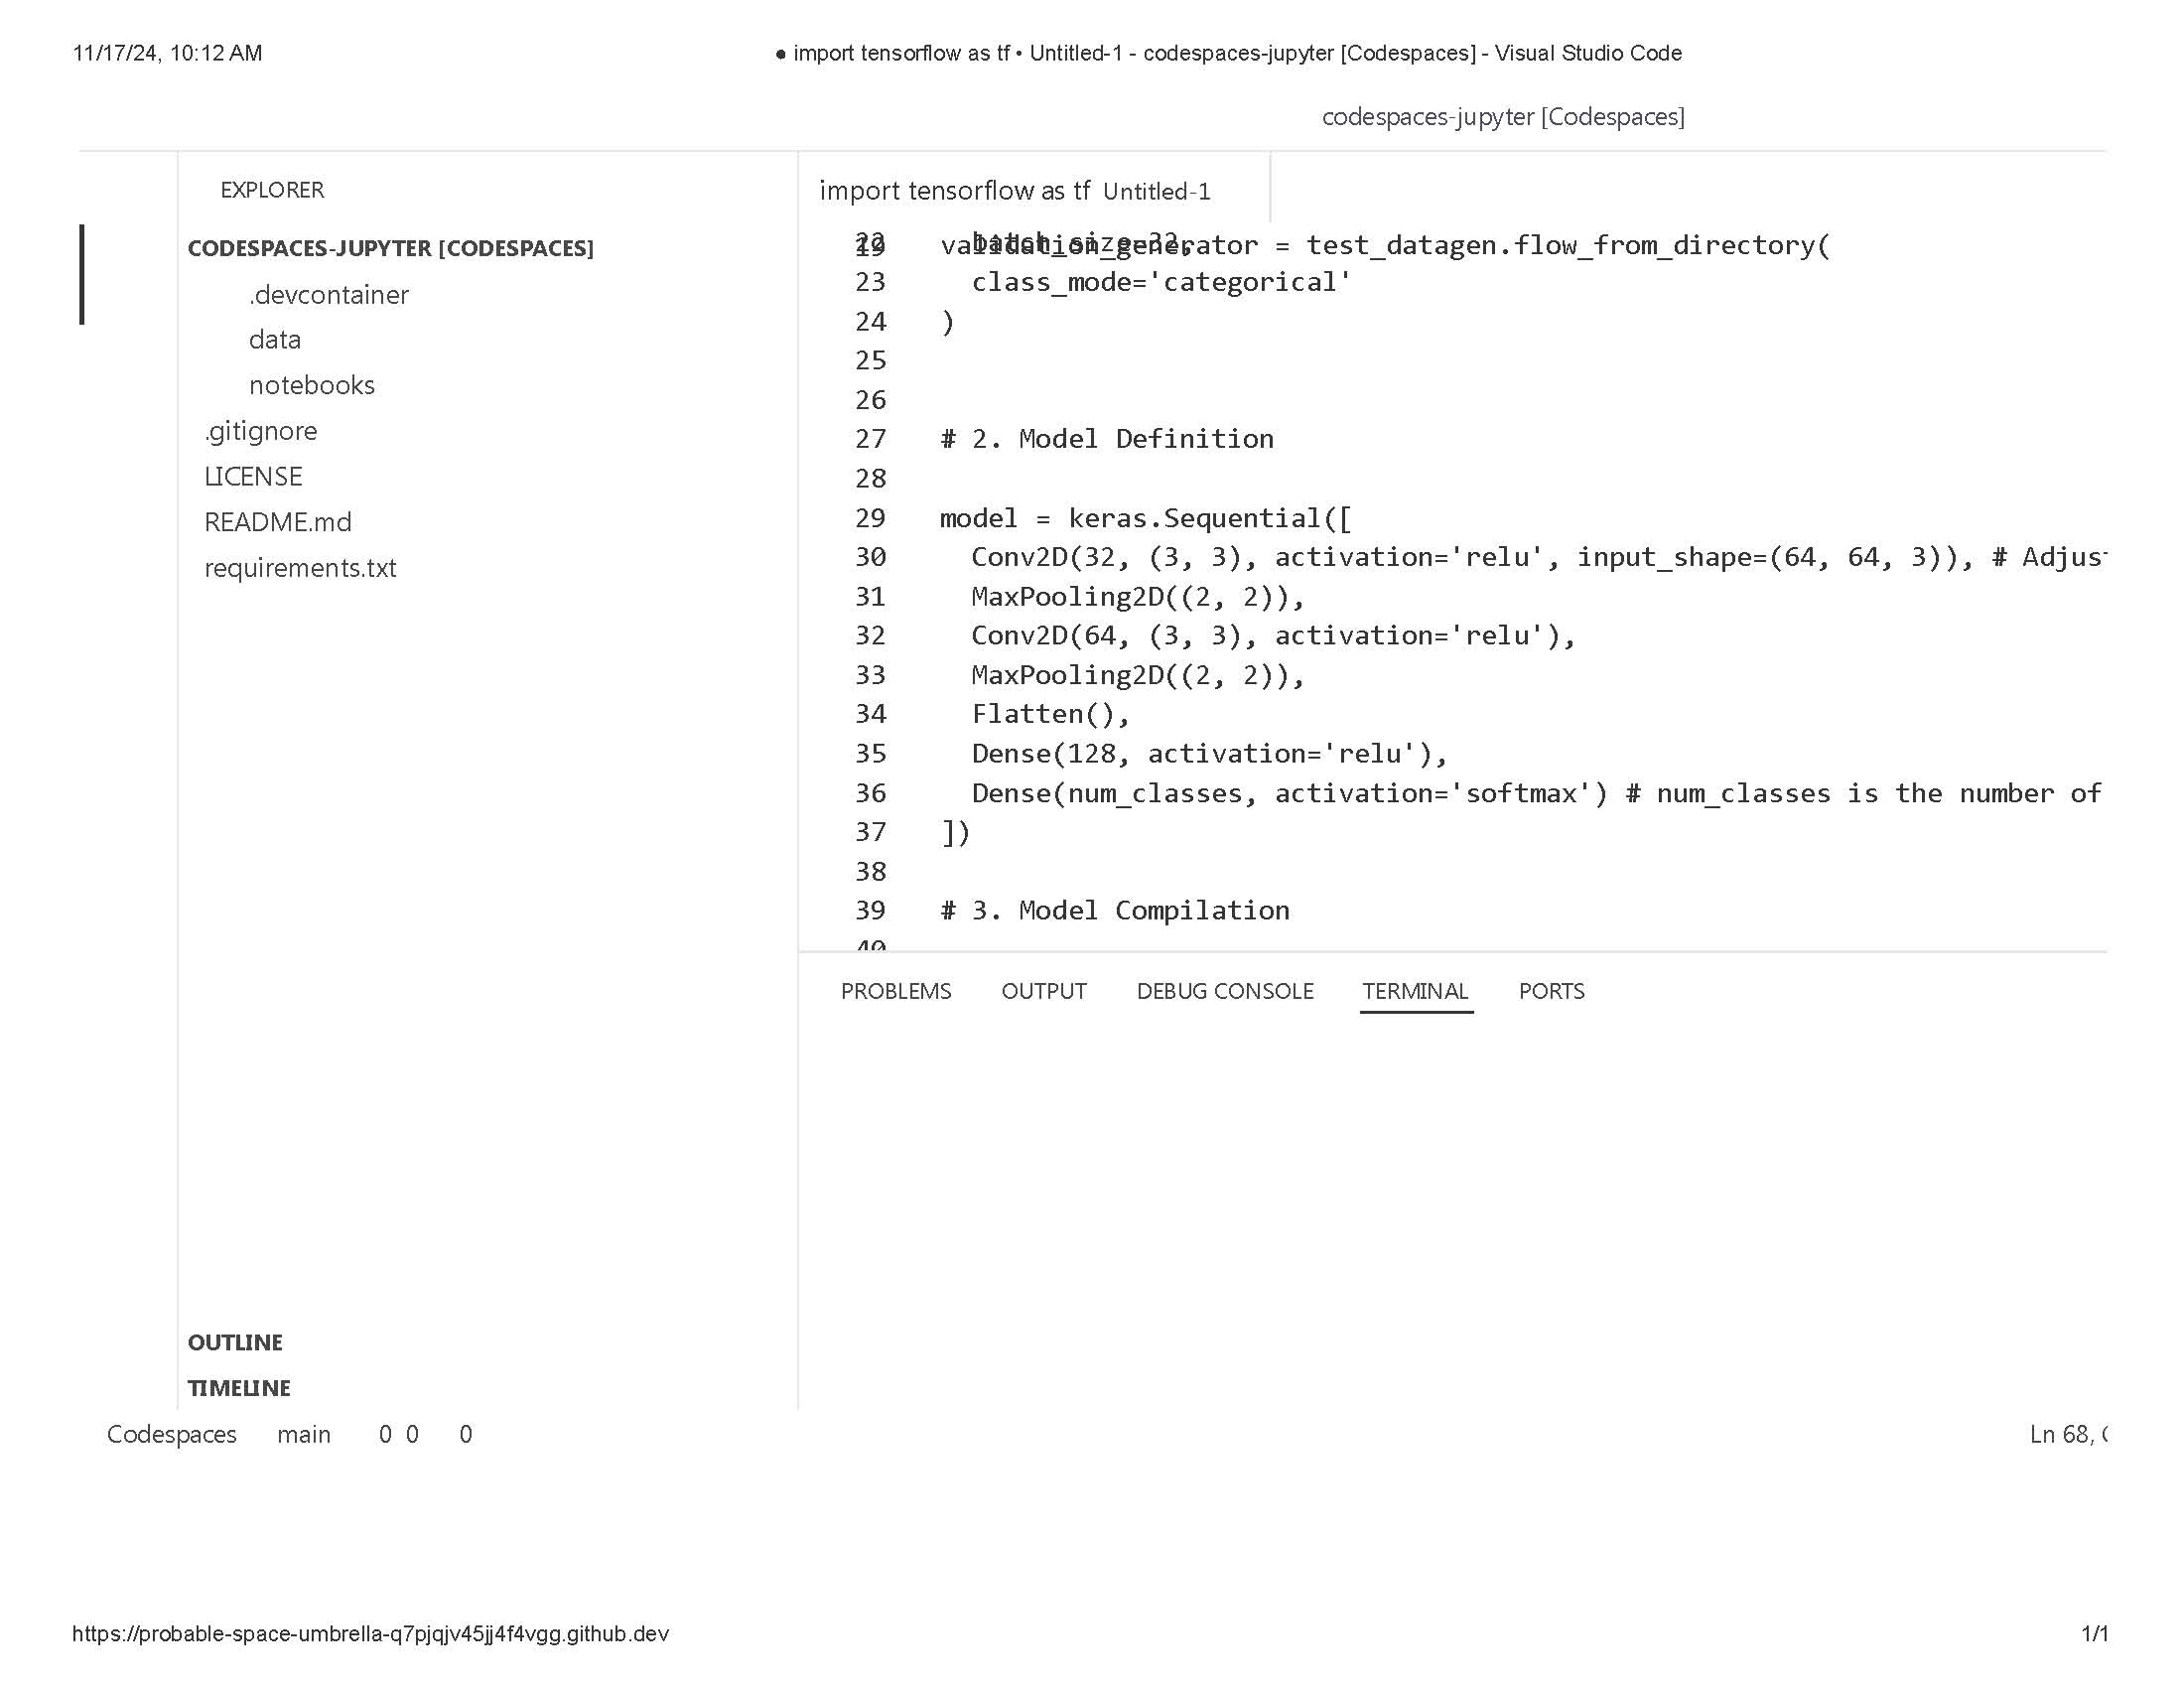 11/17/24, 10:12 AM
● import tensorflow as tf • Untitled-1 - codespaces-jupyter [Codespaces] - Visual Studio Code
codespaces-jupyter [Codespaces]
EXPLORER
CODESPACES-JUPYTER [CODESPACES]
.devcontainer
data
notebooks
.gitignore
LICENSE
README.md
requirements.txt
OUTLINE
TIMELINE
import tensorflow as tf Untitled-1
19 validation_generator = test_datagen.flow_from_directory(
22 batch_size=32,
23 class_mode='categorical'
24 )
25
26
27 # 2. Model Definition
28
29 model = keras.Sequential([
30 Conv2D(32, (3, 3), activation='relu', input_shape=(64, 64, 3)), # Adjus
31 MaxPooling2D((2, 2)),
32 Conv2D(64, (3, 3), activation='relu'),
33 MaxPooling2D((2, 2)),
34 Flatten(),
35 Dense(128, activation='relu'),
36 Dense(num_classes, activation='softmax') # num_classes is the number of
37 ])
38
39 # 3. Model Compilation
40
PROBLEMS OUTPUT DEBUG CONSOLE TERMINAL PORTS
Codespaces main 0 0 0
Ln 68,
https://probable-space-umbrella-q7pjqjv45jj4f4vgg.github.dev
1/1